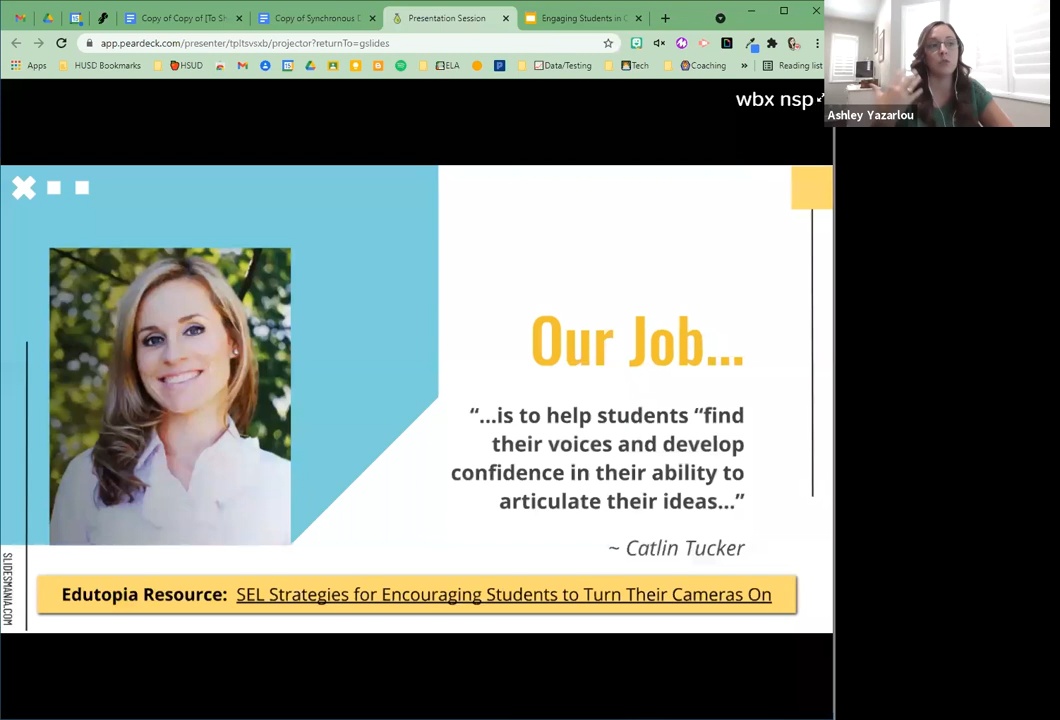 Copy of Copy of [To Sh
Copy of Synchronous D
Presentation Session
Engaging Students in C
app.peardeck.com/presenter/tpltsvsxb/projector?returnTo=gslides
Apps
HUSD Bookmarks
HSUD
ELA
Data/Testing
Tech
Coaching
»
Reading list
wbx nsp
Ashley Yazarlou
Our Job...
“...is to help students “find
their voices and develop
confidence in their ability to
articulate their ideas...”
~ Catlin Tucker
Edutopia Resource: SEL Strategies for Encouraging Students to Turn Their Cameras On
SLIDESMANIA.COM